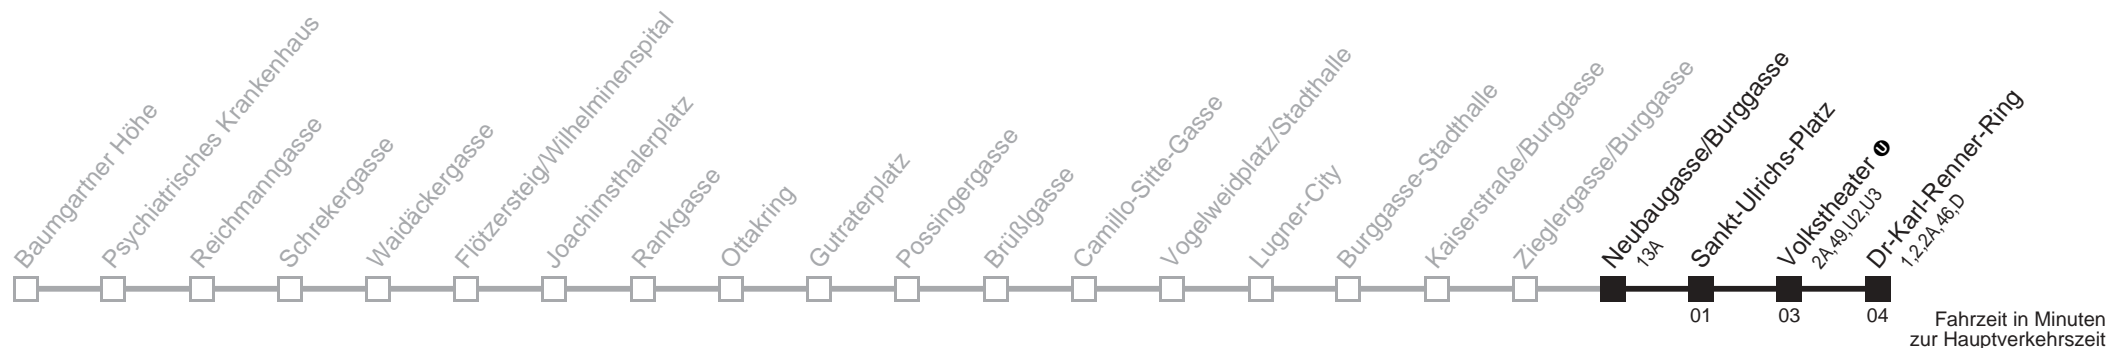 Baumgartner Höhe
Psychiatrisches Krankenhaus
Reichmanngasse
Schrekergasse
Waidäckergasse
Flötzersteig/Wilhelminenspital
Joachimsthalerplatz
Rankgasse
Ottakring
Gutraterplatz
Possingergasse
Brüßlgasse
Camillo-Sitte-Gasse
Vogelweidplatz/Stadthalle
Lugner-City
Burggasse-Stadthalle
Kaiserstraße/Burggasse
Zieglergasse/Burggasse
Neubaugasse/Burggasse
13A
Sankt-Ulrichs-Platz
Volkstheater U
2A,49,U2,U3
Dr-Karl-Renner-Ring
1,2,2A,46,D
01
03
04
Fahrzeit in Minuten
zur Hauptverkehrszeit